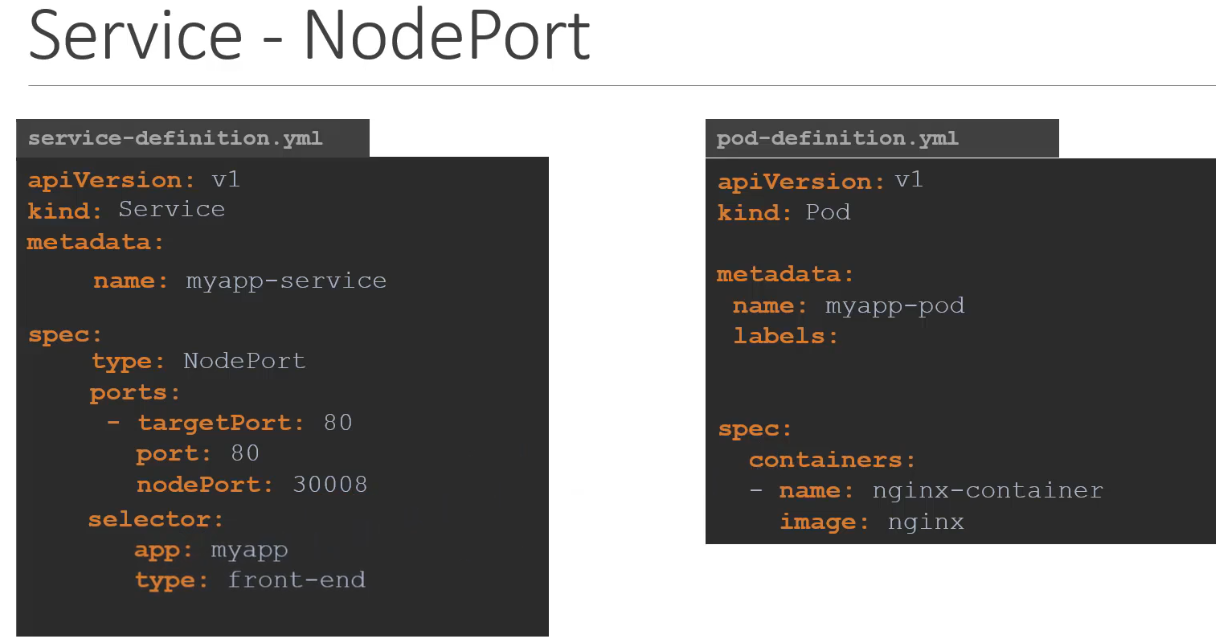 Service - NodePort
service-definition.yml
apiVersion: v1
kind: Service
metadata:
name: myapp-service
spec:
type: NodePort
ports:
- targetPort: 80
port: 80
nodePort: 30008
selector:
app: myapp
type: front-end
pod-definition.yml
apiVersion: v1
kind: Pod
metadata:
name: myapp-pod
labels:
spec:
containers:
- name: nginx-container
image: nginx